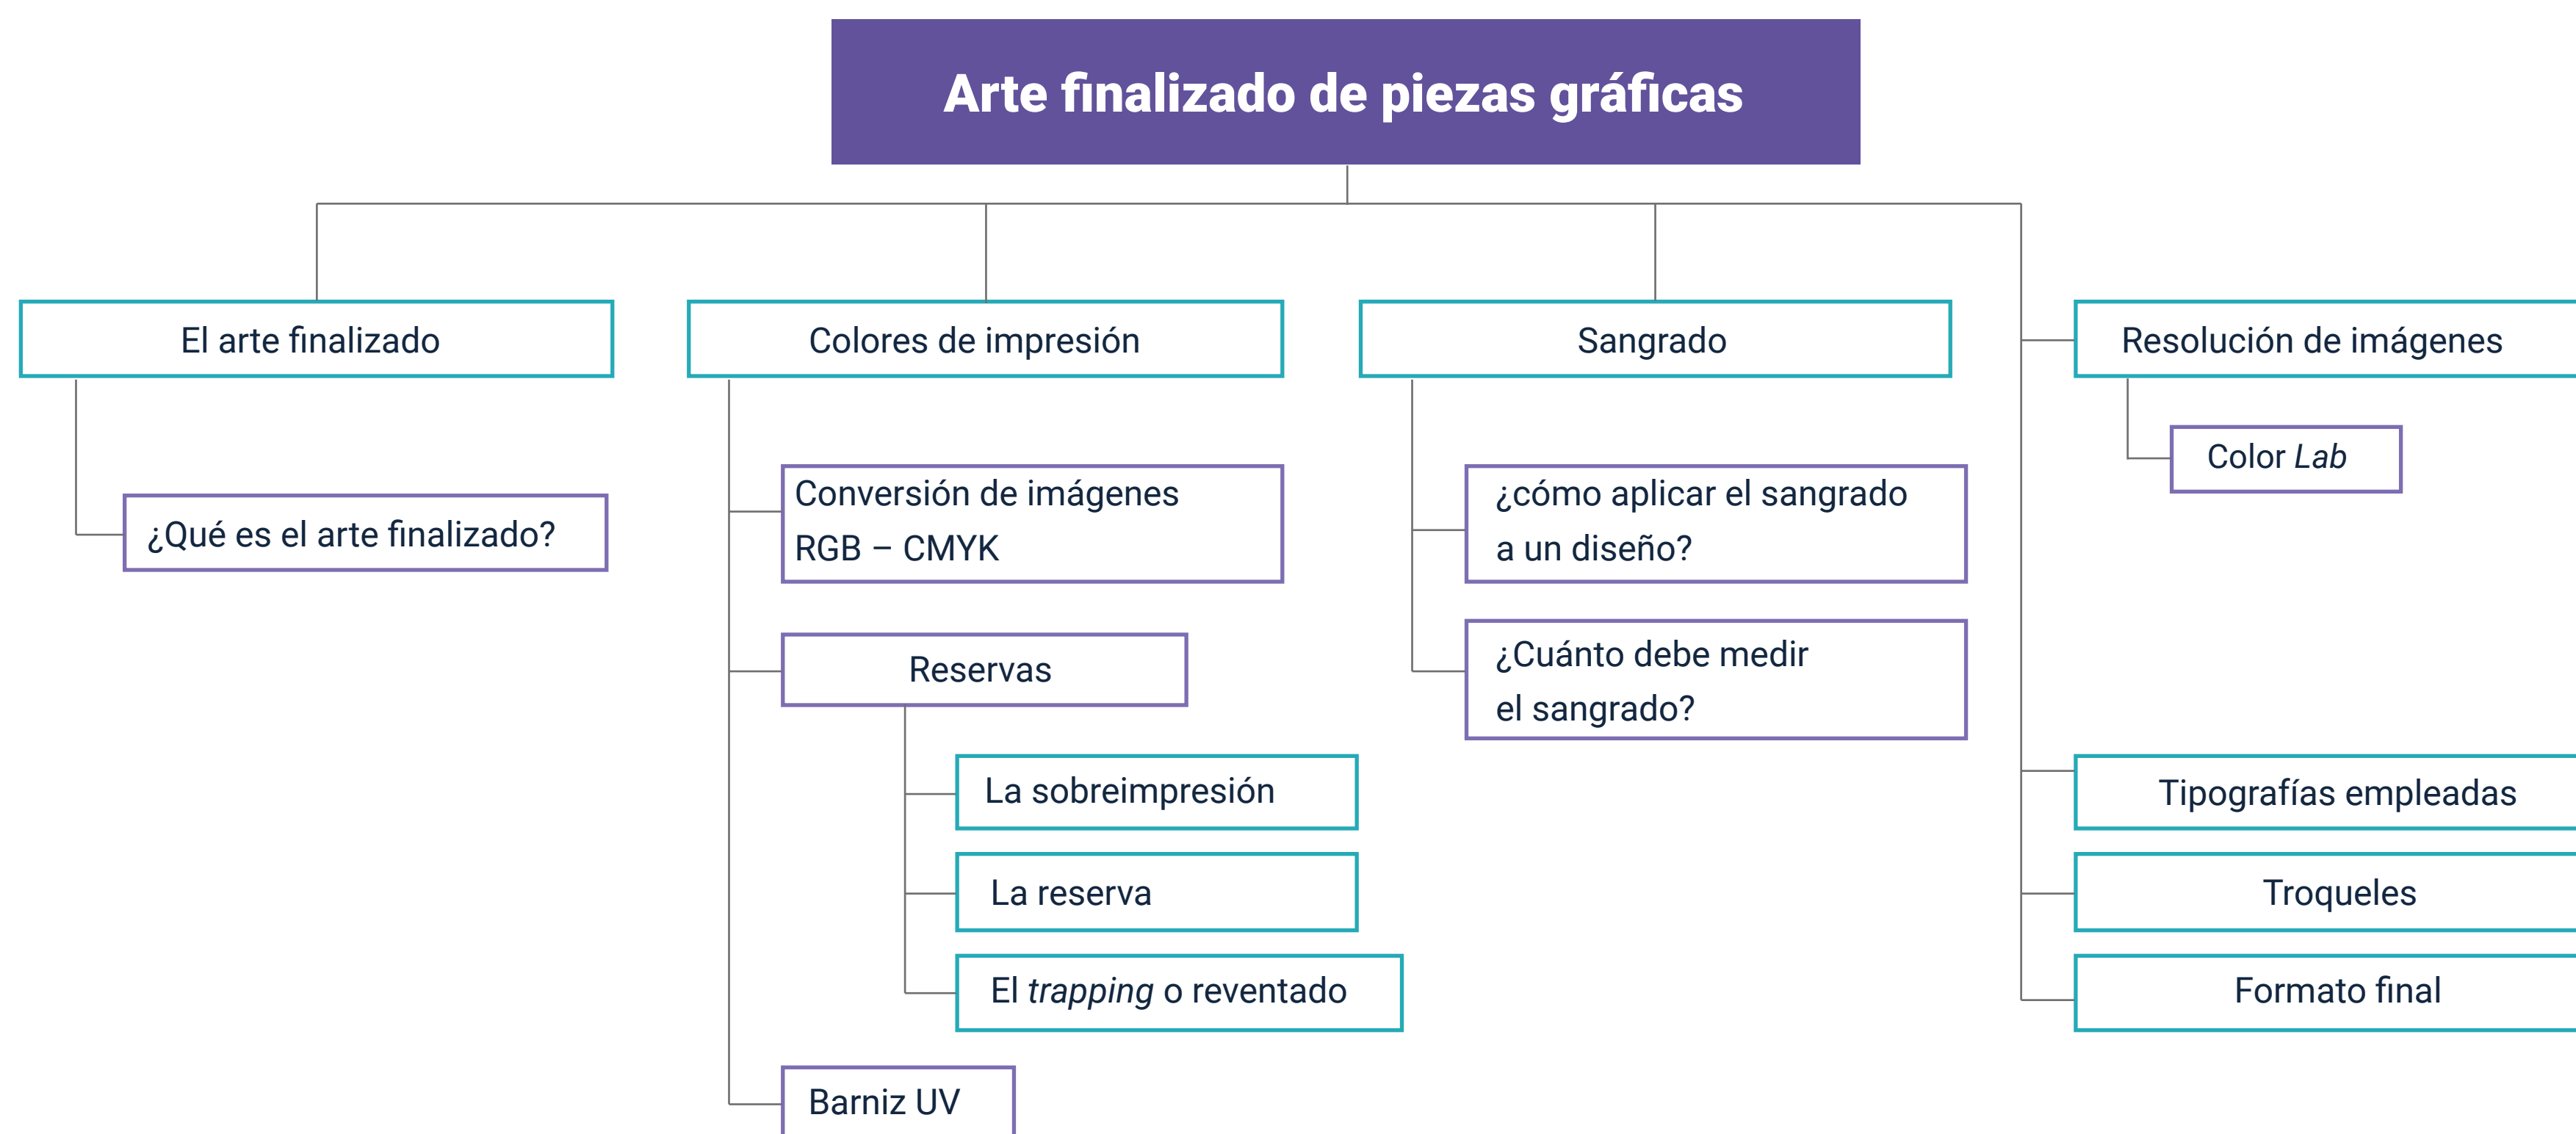 Arte finalizado de piezas gráficas
El arte finalizado
¿Qué es el arte finalizado?
Colores de impresión
Conversión de imágenes
RGB – CMYK
Reservas
La sobreimpresión
La reserva
El trapping o reventado
Barniz UV
Sangrado
¿cómo aplicar el sangrado
a un diseño?
¿Cuánto debe medir
el sangrado?
Resolución de imágenes
Color Lab
Tipografías empleadas
Troqueles
Formato final